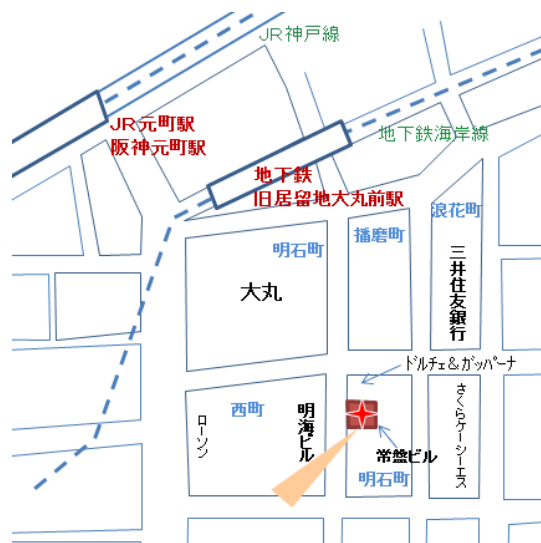 JR神戸線
JR元町駅
阪神元町駅
地下鉄海岸線
地下鉄
旧居留地大丸前駅
浪花町
播磨町
明石町
三井住友銀行
大丸
ドルチェ&ガッバーナ
西町
明海ビル
ローソン
さくらケーシーエス
常盤ビル
明石町